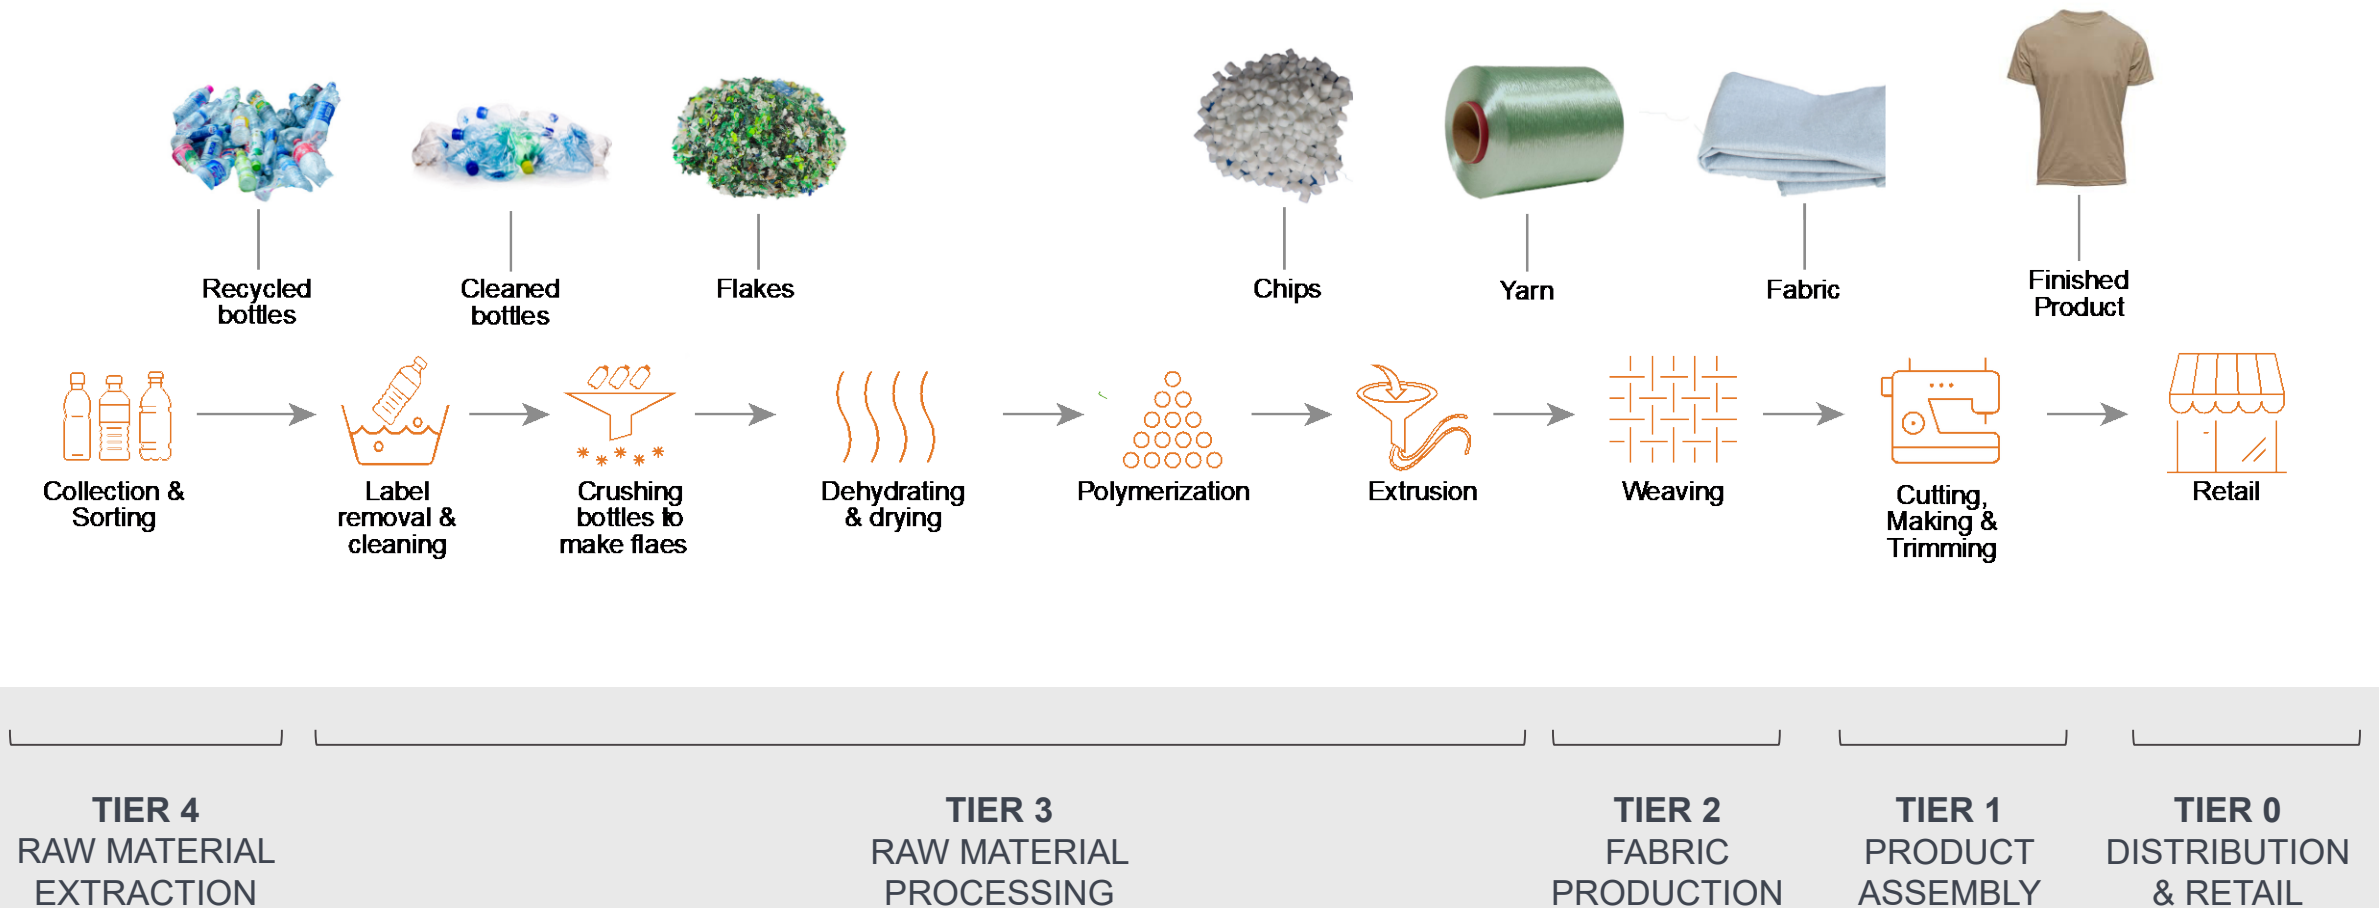 Recycled
bottles
Cleaned
bottles
Flakes
Chips
Yarn
Fabric
Finished
Product
Collection &
Sorting
Label
removal &
cleaning
Crushing
bottles to
make flaes
Dehydrating
& drying
Polymerization
Extrusion
Weaving
Cutting,
Making &
Trimming
Retail
TIER 4
RAW MATERIAL
EXTRACTION
TIER 3
RAW MATERIAL
PROCESSING
TIER 2
FABRIC
PRODUCTION
TIER 1
PRODUCT
ASSEMBLY
TIER 0
DISTRIBUTION
& RETAIL